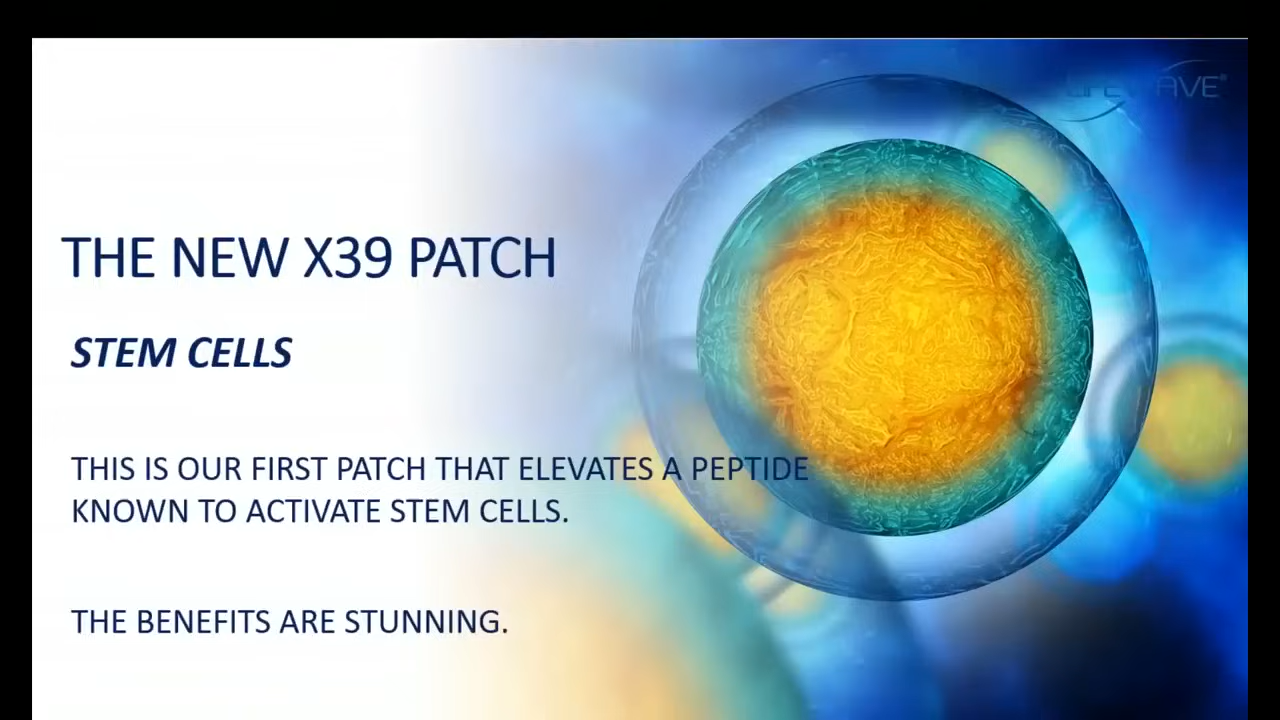 LIFEWAVE®
THE NEW X39 PATCH
STEM CELLS
THIS IS OUR FIRST PATCH THAT ELEVATES A PEPTIDE
KNOWN TO ACTIVATE STEM CELLS.
THE BENEFITS ARE STUNNING.